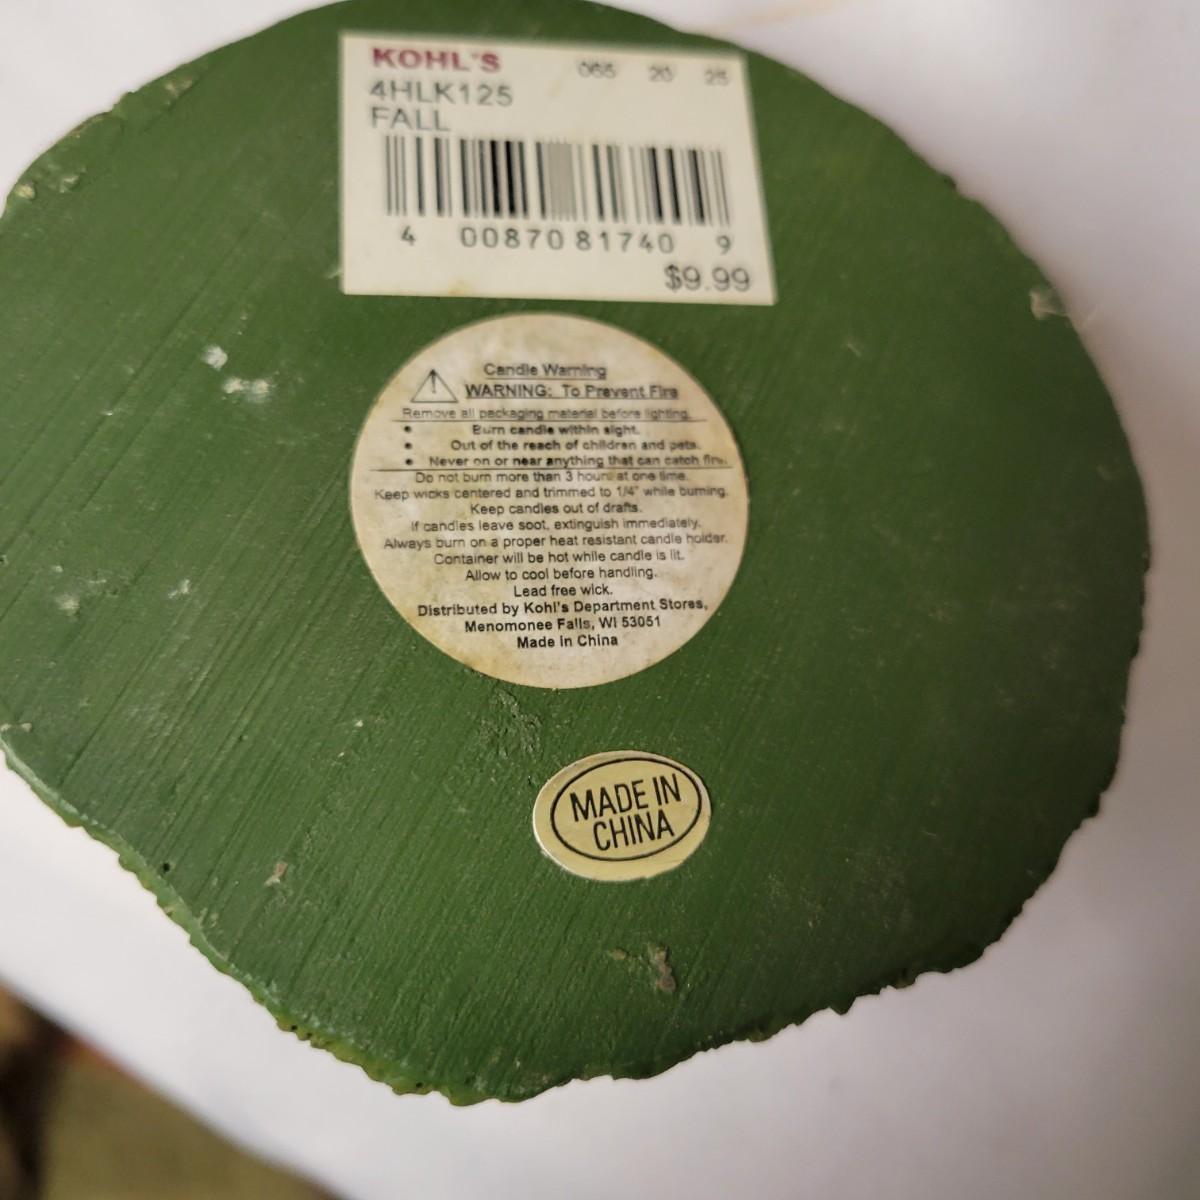 KOHL'S 065 20 25
4HLK125
FALL
4 00870 81740 9
$9.99
Candle Warning
WARNING: To Prevent Fire
Remove all packaging material before lighting.
• Burn candle within sight.
• Out of the reach of children and pets.
• Never on or near anything that can catch fire.
Do not burn more than 3 hours at one time.
Keep wicks centered and trimmed to 1/4" while burning.
Keep candles out of drafts.
If candles leave soot, extinguish immediately.
Always burn on a proper heat resistant candle holder.
Container will be hot while candle is lit.
Allow to cool before handling.
Lead free wick.
Distributed by Kohl's Department Stores,
Menomonee Falls, WI 53051
Made in China
MADE IN
CHINA